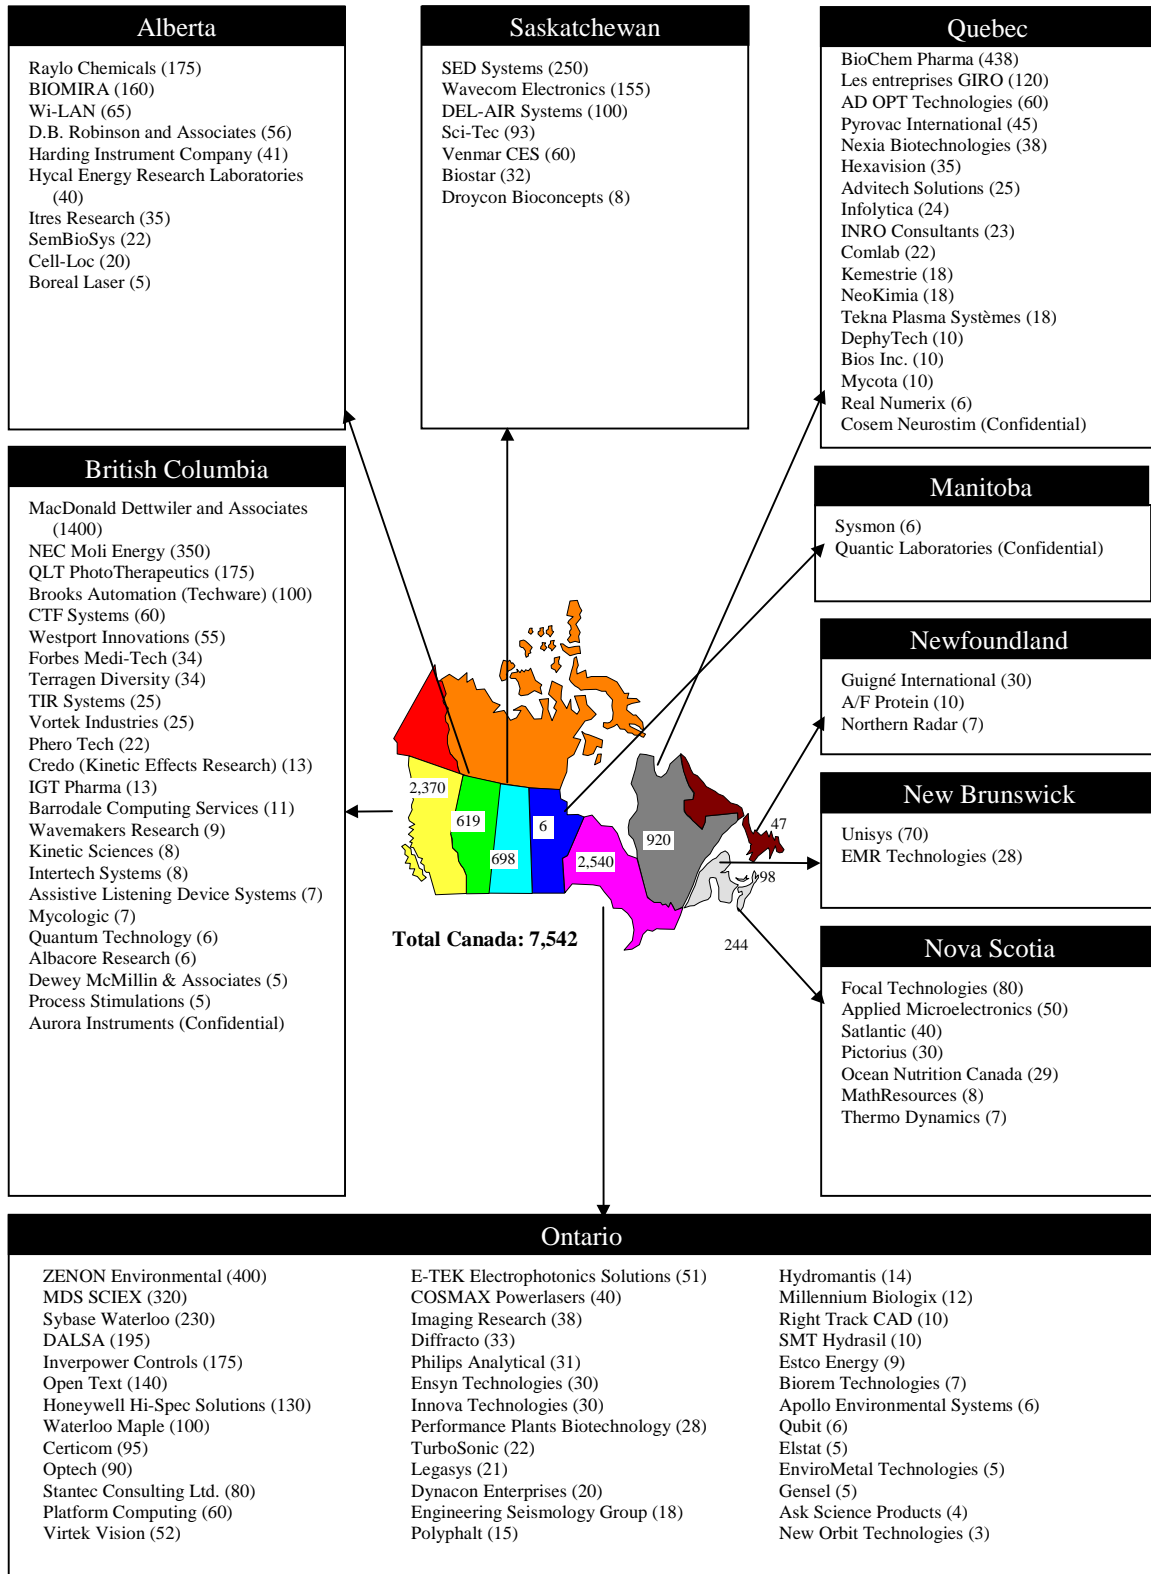 Alberta
Raylo Chemicals (175)
BIOMIRA (160)
Wi-LAN (65)
D.B. Robinson and Associates (56)
Harding Instrument Company (41)
Hycal Energy Research Laboratories
(40)
Itres Research (35)
SemBioSys (22)
Cell-Loc (20)
Boreal Laser (5)
Saskatchewan
SED Systems (250)
Wavecom Electronics (155)
DEL-AIR Systems (100)
Sci-Tec (93)
Venmar CES (60)
Biostar (32)
Droycon Bioconcepts (8)
Quebec
BioChem Pharma (438)
Les entreprises GIRO (120)
AD OPT Technologies (60)
Pyrovac International (45)
Nexia Biotechnologies (38)
Hexavision (35)
Advitech Solutions (25)
Infolytica (24)
INRO Consultants (23)
Comlab (22)
Kemestrie (18)
NeoKimia (18)
Tekna Plasma Systèmes (18)
DephyTech (10)
Bios Inc. (10)
Mycota (10)
Real Numerix (6)
Cosem Neurostim (Confidential)
British Columbia
MacDonald Dettwiler and Associates
(1400)
NEC Moli Energy (350)
QLT PhotoTherapeutics (175)
Brooks Automation (Techware) (100)
CTF Systems (60)
Westport Innovations (55)
Forbes Medi-Tech (34)
Terragen Diversity (34)
TIR Systems (25)
Vortek Industries (25)
Phero Tech (22)
Credo (Kinetic Effects Research) (13)
IGT Pharma (13)
Barrodale Computing Services (11)
Wavemakers Research (9)
Kinetic Sciences (8)
Intertech Systems (8)
Assistive Listening Device Systems (7)
Mycologic (7)
Quantum Technology (6)
Albacore Research (6)
Dewey McMillin & Associates (5)
Process Stimulations (5)
Aurora Instruments (Confidential)
Manitoba
Sysmon (6)
Quantic Laboratories (Confidential)
Newfoundland
Guigné International (30)
A/F Protein (10)
Northern Radar (7)
New Brunswick
Unisys (70)
EMR Technologies (28)
Nova Scotia
Focal Technologies (80)
Applied Microelectronics (50)
Satlantic (40)
Pictorius (30)
Ocean Nutrition Canada (29)
MathResources (8)
Thermo Dynamics (7)
2,370
619
698
6
2,540
920
47
98
244
Total Canada: 7,542
Ontario
ZENON Environmental (400)
MDS SCIEX (320)
Sybase Waterloo (230)
DALSA (195)
Inverpower Controls (175)
Open Text (140)
Honeywell Hi-Spec Solutions (130)
Waterloo Maple (100)
Certicom (95)
Optech (90)
Stantec Consulting Ltd. (80)
Platform Computing (60)
Virtek Vision (52)
E-TEK Electrophotonics Solutions (51)
COSMAX Powerlasers (40)
Imaging Research (38)
Diffracto (33)
Philips Analytical (31)
Ensyn Technologies (30)
Innova Technologies (30)
Performance Plants Biotechnology (28)
TurboSonic (22)
Legasys (21)
Dynacon Enterprises (20)
Engineering Seismology Group (18)
Polyphalt (15)
Hydromantis (14)
Millennium Biologix (12)
Right Track CAD (10)
SMT Hydrasil (10)
Estco Energy (9)
Biorem Technologies (7)
Apollo Environmental Systems (6)
Qubit (6)
Elstat (5)
EnviroMetal Technologies (5)
Gensel (5)
Ask Science Products (4)
New Orbit Technologies (3)